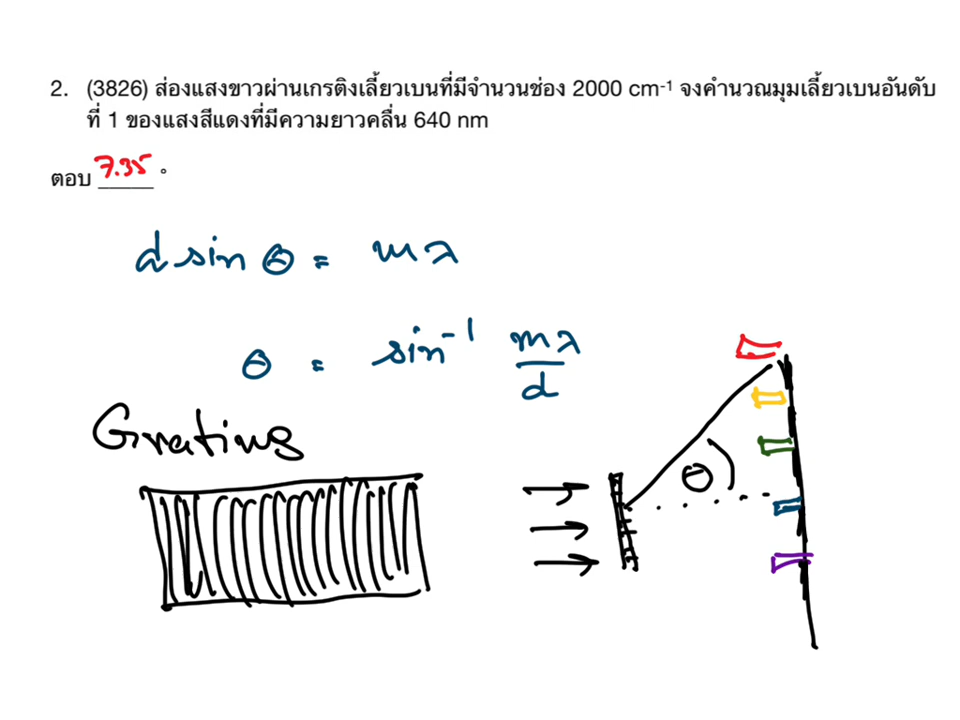 2. (3826) ส่องแสงขาวผ่านเกรติงเลี้ยวเบนที่มีจำนวนช่อง 2000 cm⁻¹ จงคำนวณมุมเลี้ยวเบนอันดับ
ที่ 1 ของแสงสีแดงที่มีความยาวคลื่น 640 nm
ตอบ 7.35 °
d sin θ = mλ
θ = sin⁻¹ mλ/d
Grating
θ